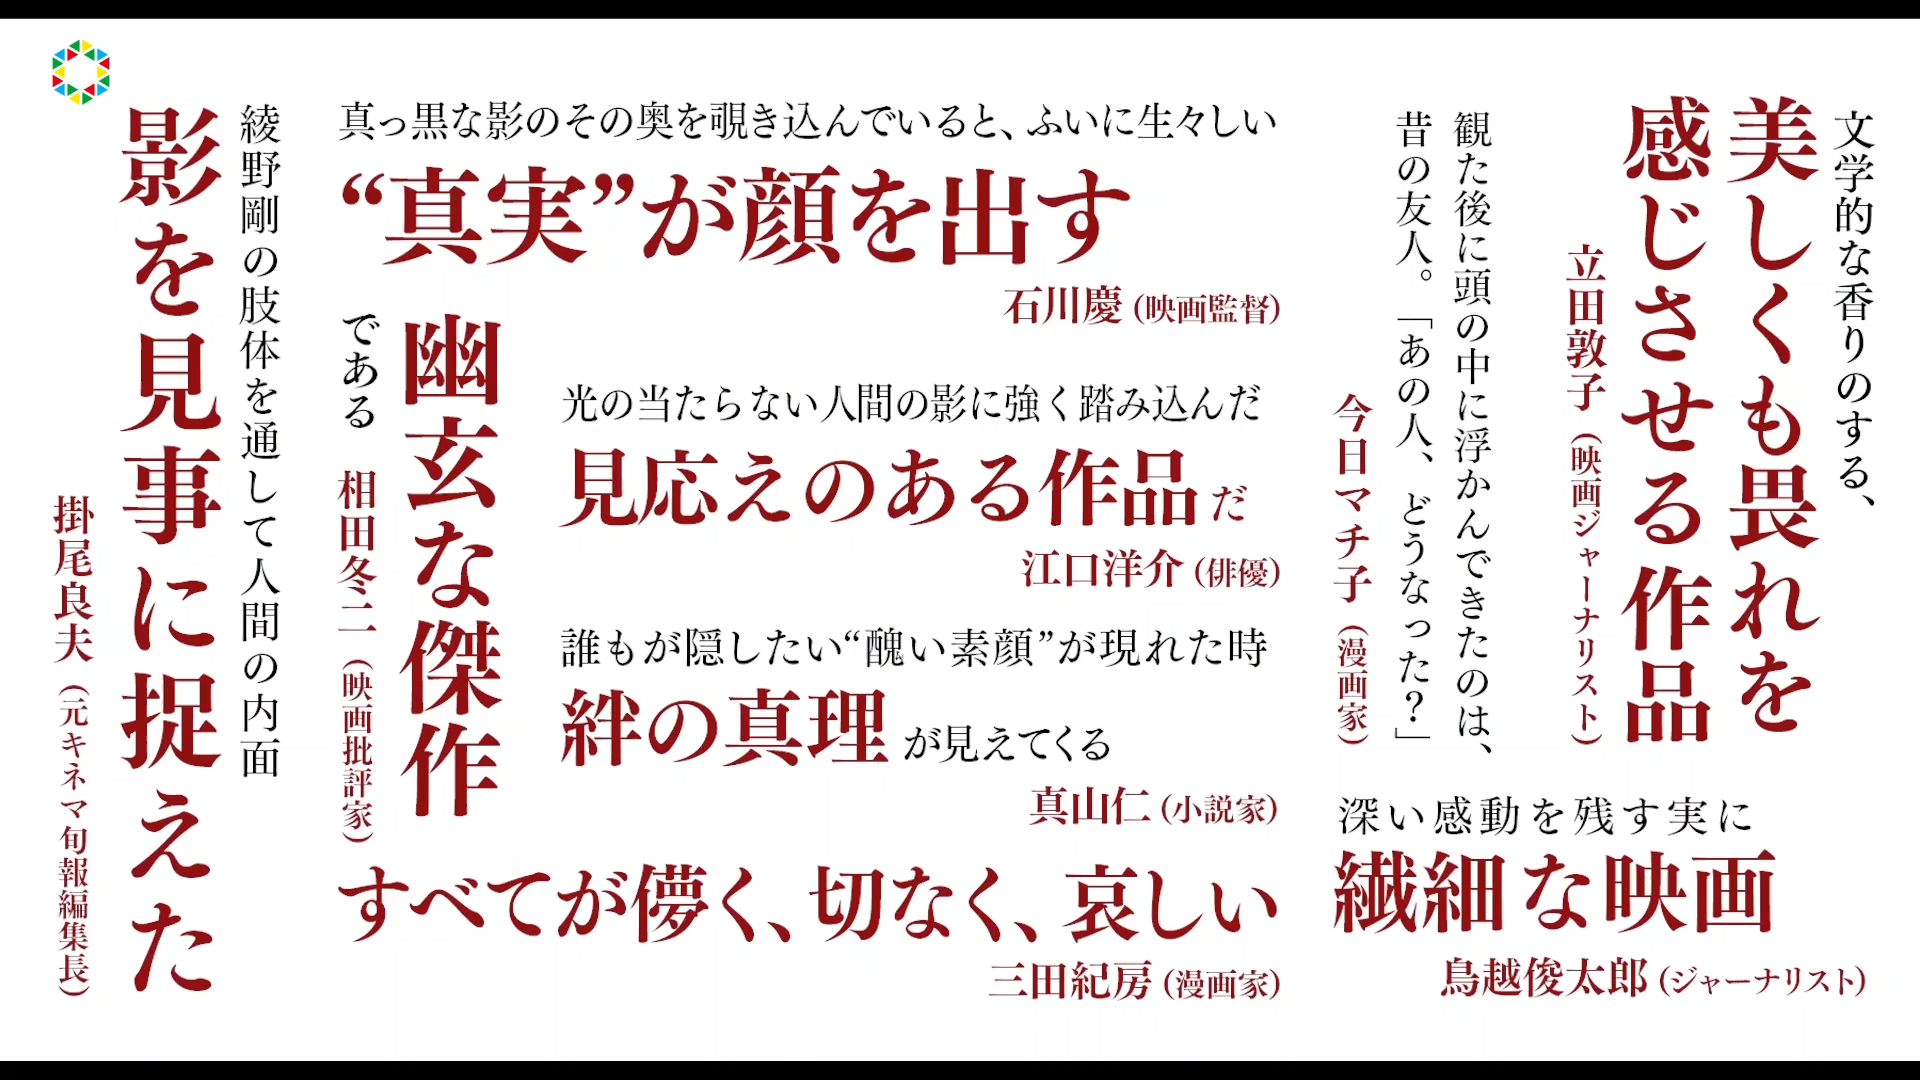 文学的な香りのする、
美しくも畏れを
感じさせる作品
立田敦子(映画ジャーナリスト)
観た後に頭の中に浮かんできたのは、
昔の友人。「あの人、どうなった?」
今日マチ子(漫画家)
深い感動を残す実に
繊細な映画
鳥越俊太郎(ジャーナリスト)
真っ黒な影のその奥を覗き込んでいると、ふいに生々しい
“真実”が顔を出す
石川慶(映画監督)
光の当たらない人間の影に強く踏み込んだ
見応えのある作品だ
江口洋介(俳優)
誰もが隠したい“醜い素顔”が現れた時
絆の真理が見えてくる
真山仁(小説家)
幽玄な傑作
である
相田冬二(映画批評家)
すべてが儚く、切なく、哀しい
三田紀房(漫画家)
綾野剛の肢体を通して人間の内面
影を見事に捉えた
掛尾良夫(元キネマ旬報編集長)